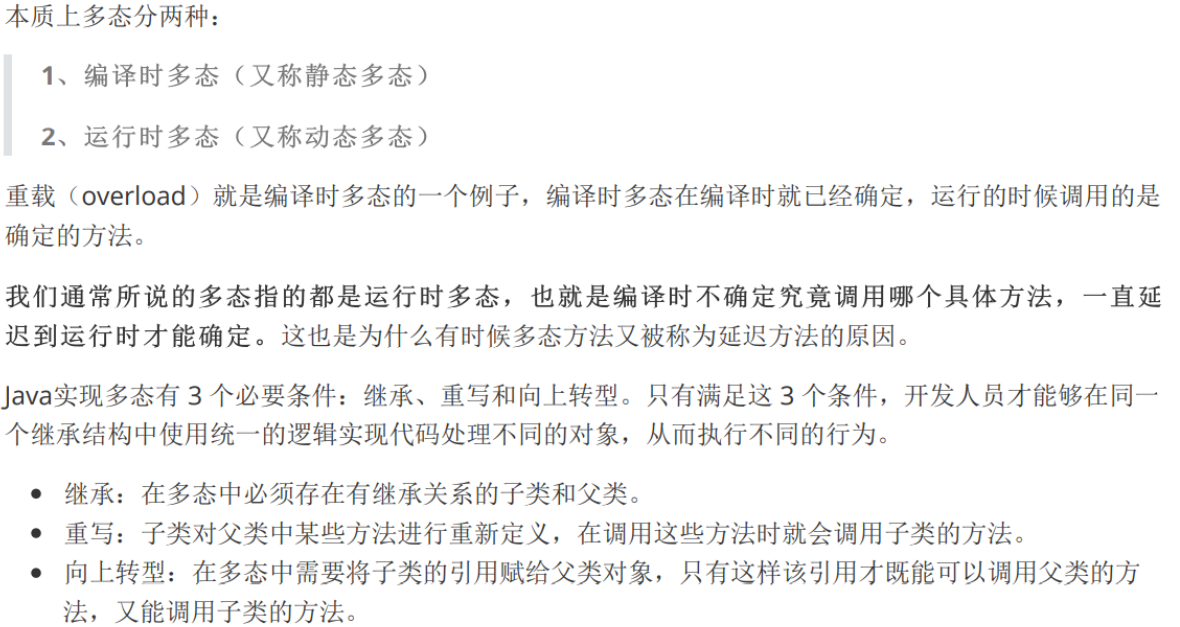 本质上多态分两种：
1、编译时多态（又称静态多态）
2、运行时多态（又称动态多态）
重载（overload）就是编译时多态的一个例子，编译时多态在编译时就已经确定，运行的时候调用的是
确定的方法。
我们通常所说的多态指的都是运行时多态，也就是编译时不确定究竟调用哪个具体方法，一直延
迟到运行时才能确定。这也是为什么有时候多态方法又被称为延迟方法的原因。
Java实现多态有 3 个必要条件：继承、重写和向上转型。只有满足这 3 个条件，开发人员才能够在同一
个继承结构中使用统一的逻辑实现代码处理不同的对象，从而执行不同的行为。
• 继承：在多态中必须存在有继承关系的子类和父类。
• 重写：子类对父类中某些方法进行重新定义，在调用这些方法时就会调用子类的方法。
• 向上转型：在多态中需要将子类的引用赋给父类对象，只有这样该引用才既能可以调用父类的方
法，又能调用子类的方法。